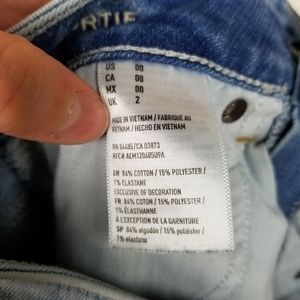 RTIE
US 00
CA 00
MX 00
UK 2
MADE IN VIETNAM / FABRIQUÉ AU
VIETNAM / HECHO EN VIETNAM
RN 54485/CA 03873
RFC# AEM120605U9A
EN 84% COTTON / 15% POLYESTER /
1% ELASTANE
EXCLUSIVE OF DECORATION
FR 84% COTON / 15% POLYESTER /
1% ÉLASTHANNE
À L'EXCEPTION DE LA GARNITURE
SP 84% algodón / 15% poliéster /
1% elastano